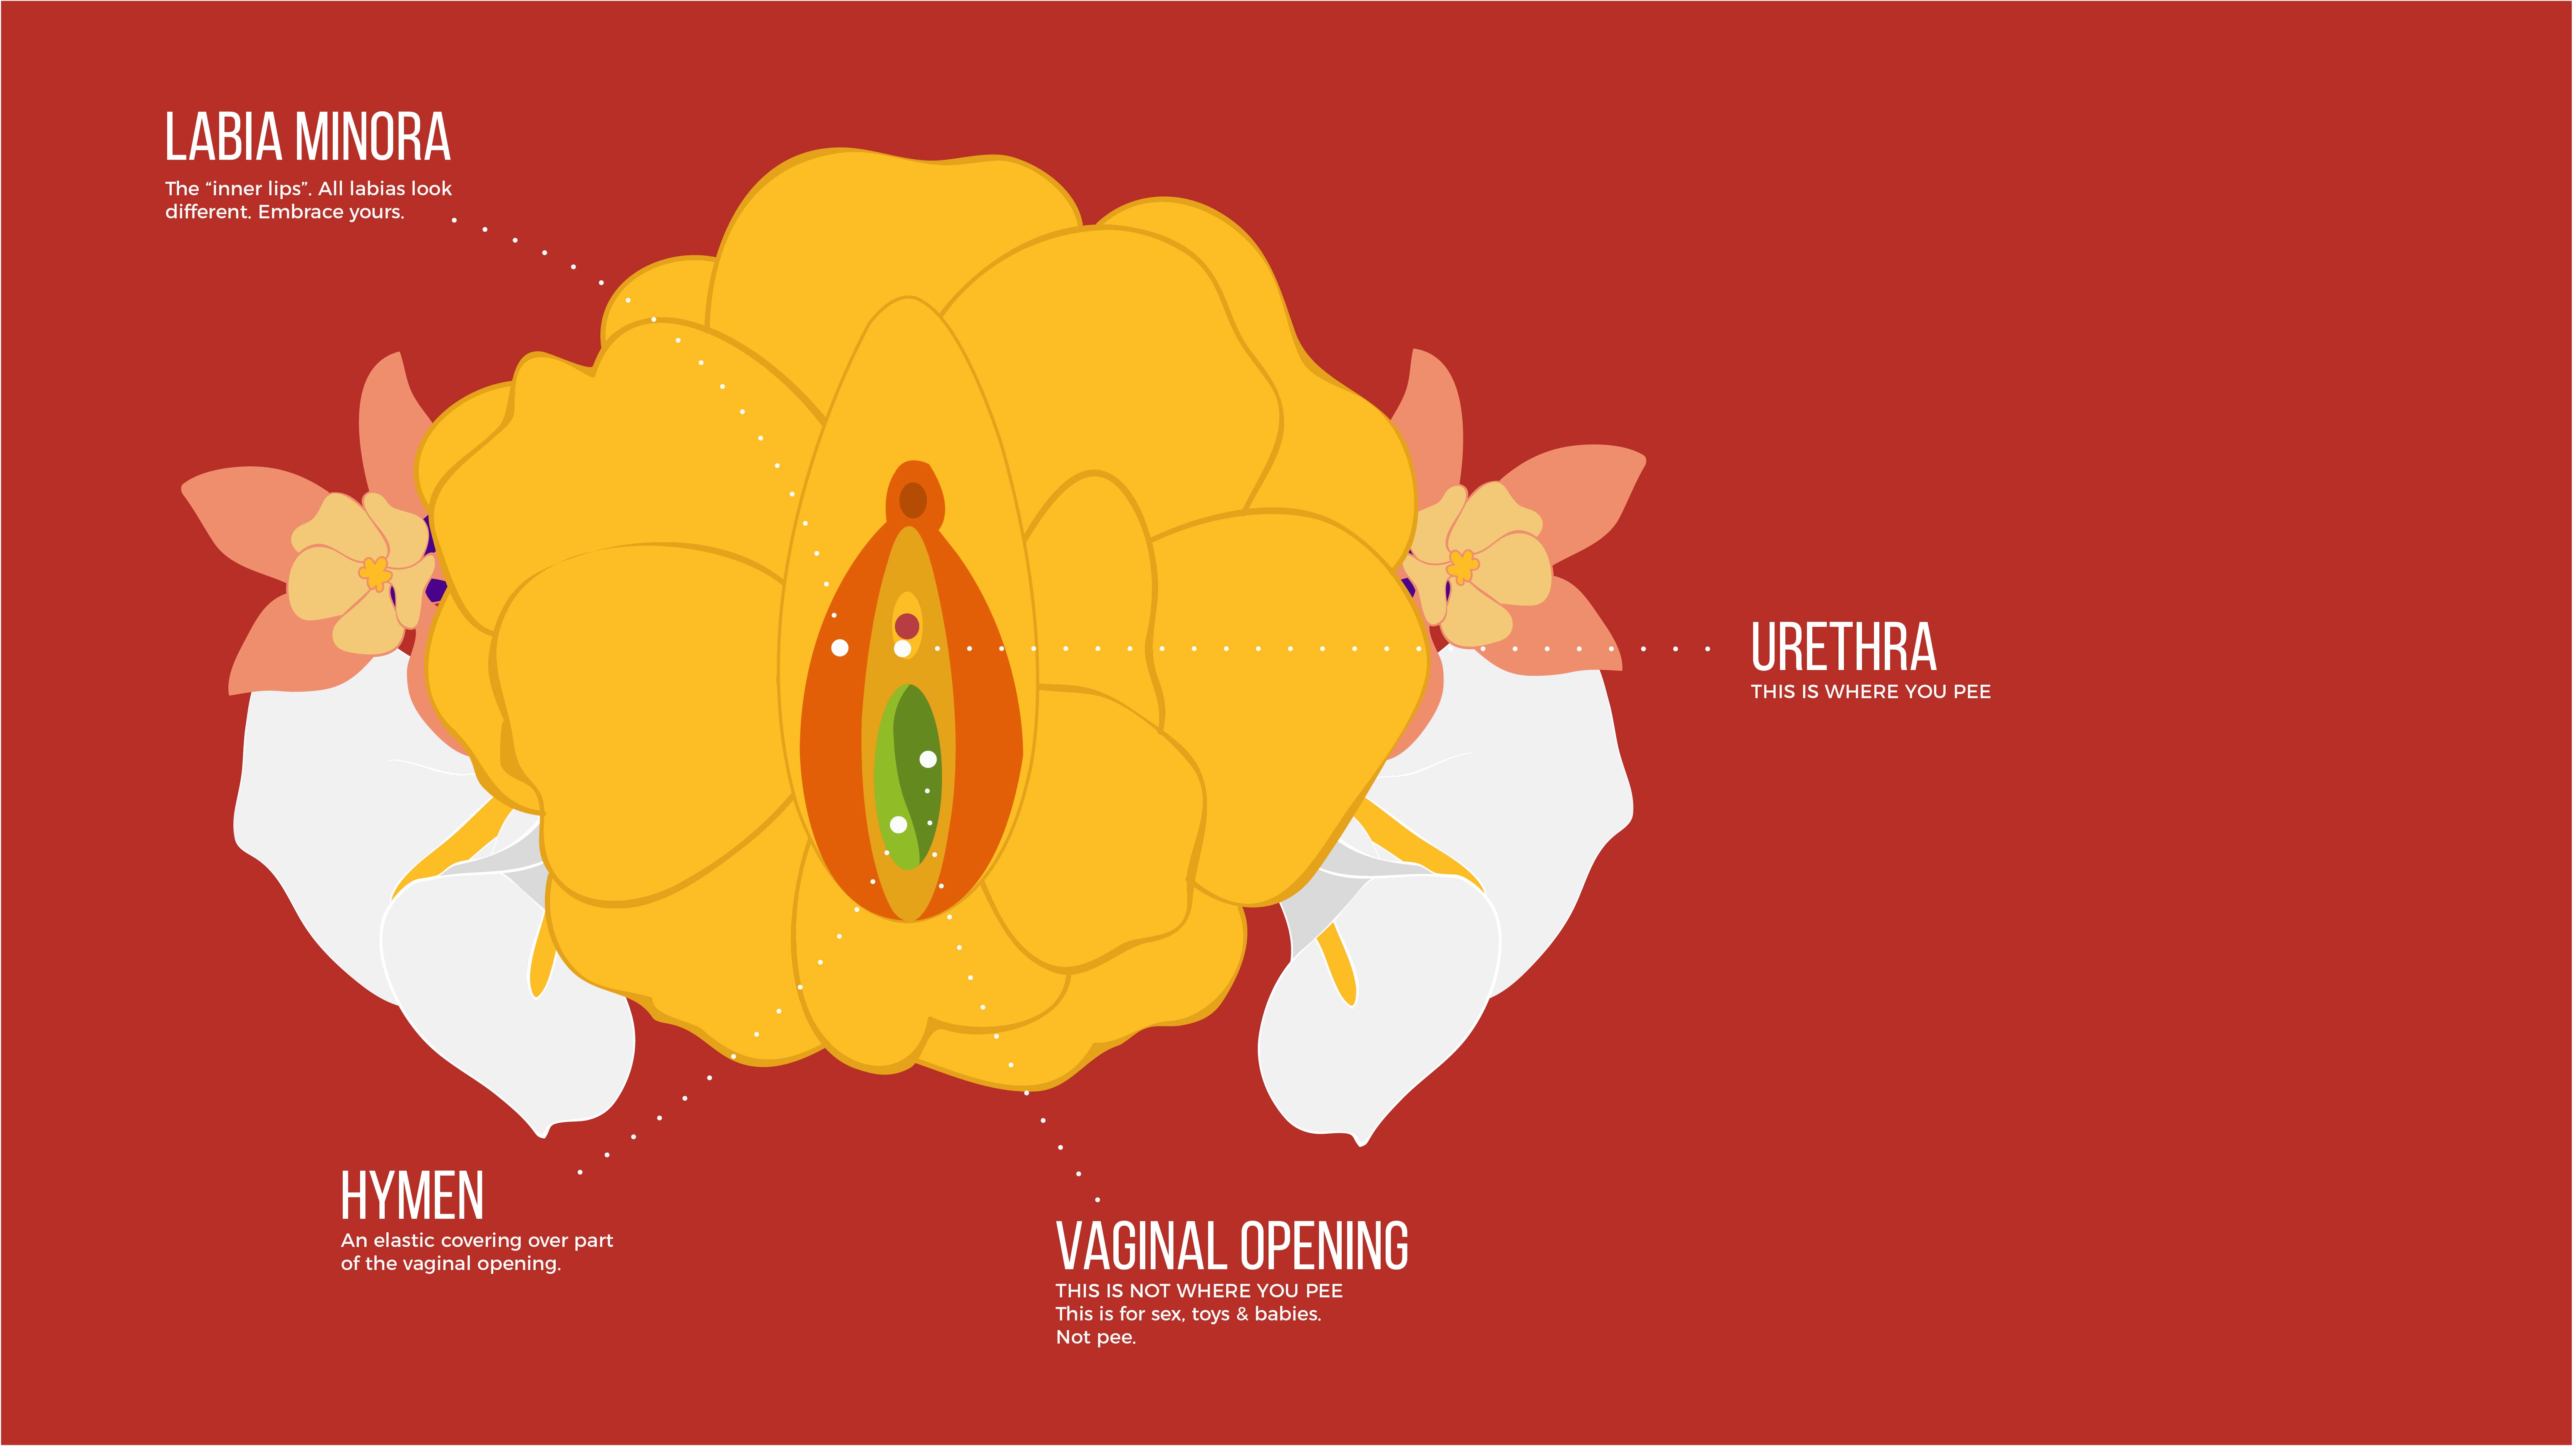 LABIA MINORA
The “inner lips”. All labias look
different. Embrace yours.
URETHRA
THIS IS WHERE YOU PEE
HYMEN
An elastic covering over part
of the vaginal opening.
VAGINAL OPENING
THIS IS NOT WHERE YOU PEE
This is for sex, toys & babies.
Not pee.